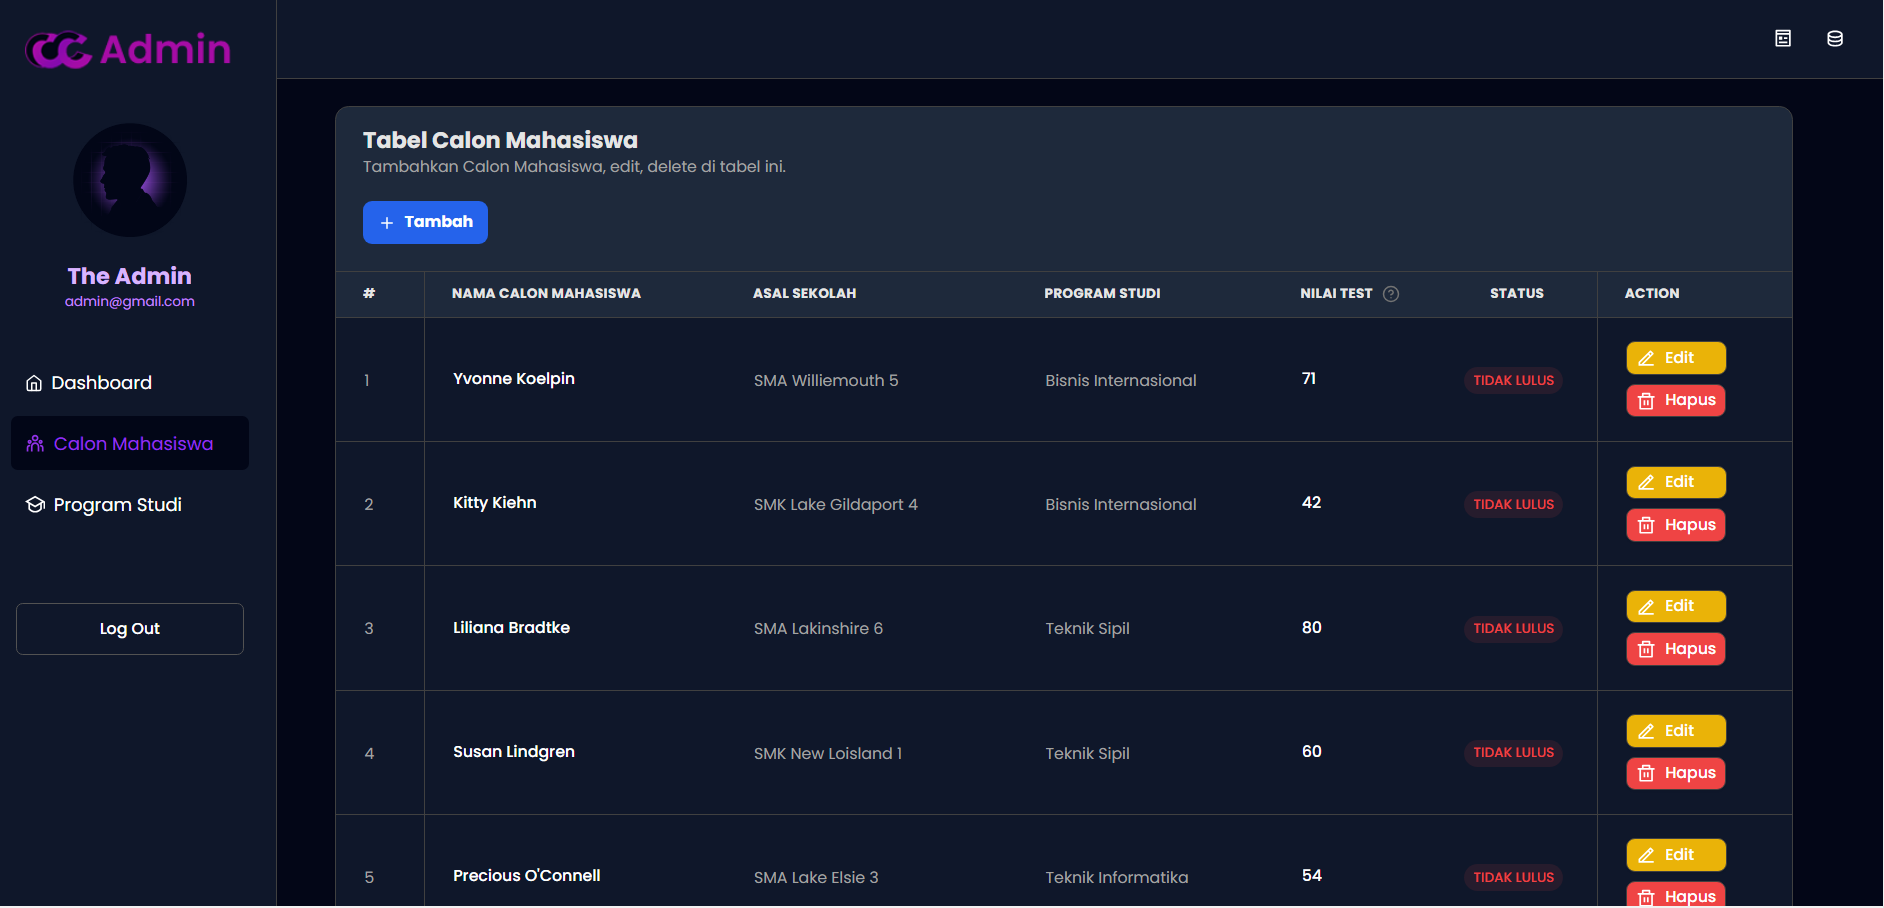 CC Admin
The Admin
admin@gmail.com
Dashboard
Calon Mahasiswa
Program Studi
Log Out
Tabel Calon Mahasiswa
Tambahkan Calon Mahasiswa, edit, delete di tabel ini.
+ Tambah
# NAMA CALON MAHASISWA ASAL SEKOLAH PROGRAM STUDI NILAI TEST ? STATUS ACTION
1 Yvonne Koelpin SMA Williemouth 5 Bisnis Internasional 71 TIDAK LULUS Edit
Hapus
2 Kitty Kiehn SMK Lake Gildaport 4 Bisnis Internasional 42 TIDAK LULUS Edit
Hapus
3 Liliana Bradtke SMA Lakinshire 6 Teknik Sipil 80 TIDAK LULUS Edit
Hapus
4 Susan Lindgren SMK New Loisland 1 Teknik Sipil 60 TIDAK LULUS Edit
Hapus
5 Precious O'Connell SMA Lake Elsie 3 Teknik Informatika 54 TIDAK LULUS Edit
Hapus